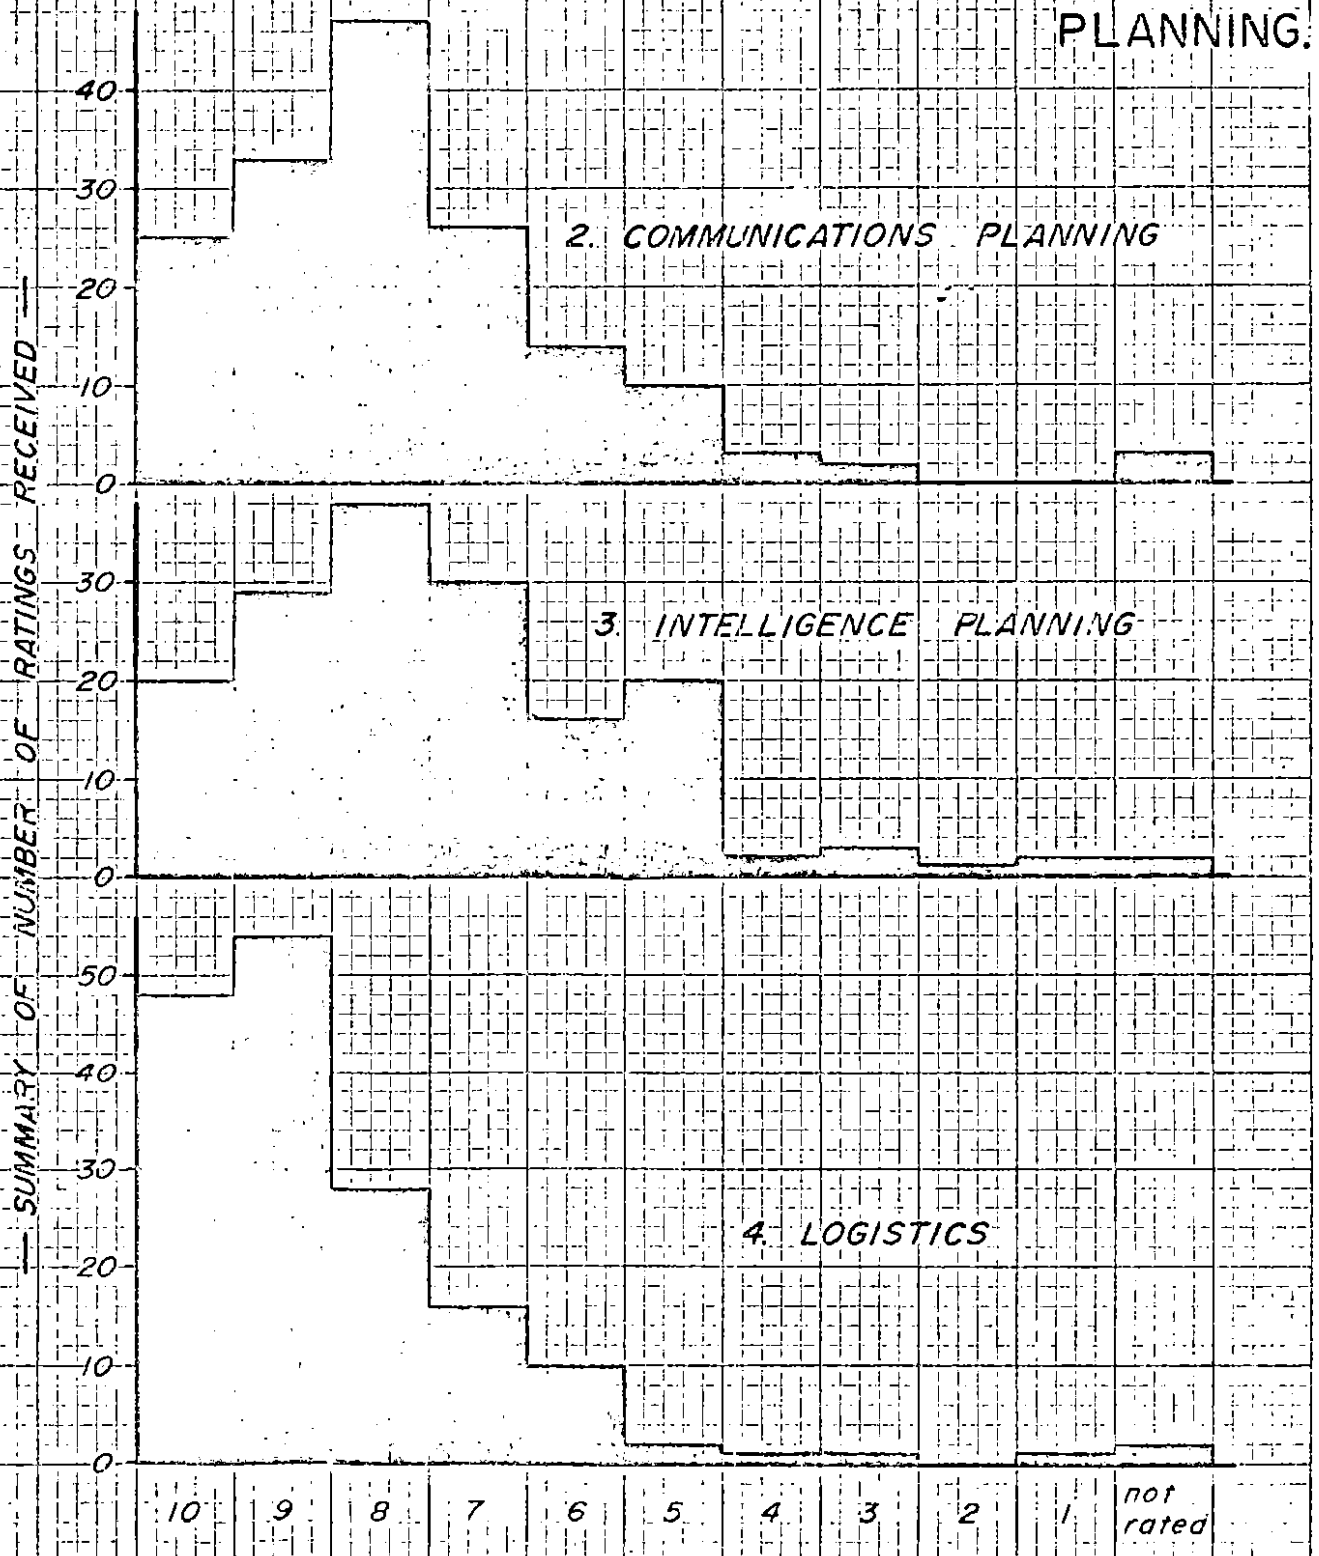 PLANNING.
— SUMMARY OF NUMBER OF RATINGS RECEIVED —
40
30
2. COMMUNICATIONS PLANNING
20
10
0
30
3. INTELLIGENCE PLANNING
20
10
0
50
40
30
4. LOGISTICS
20
10
0
10 9 8 7 6 5 4 3 2 1 not
rated